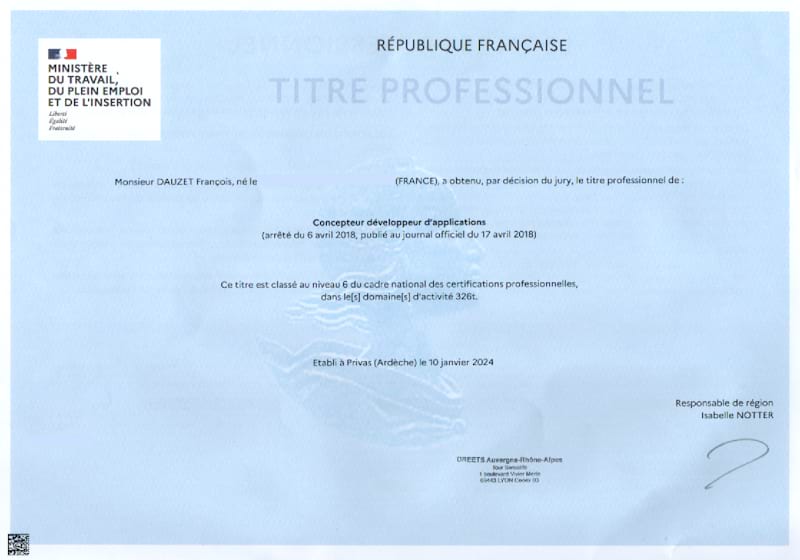 RÉPUBLIQUE FRANÇAISE
TITRE PROFESSIONNEL
MINISTÈRE
DU TRAVAIL,
DU PLEIN EMPLOI
ET DE L'INSERTION
Liberté
Égalité
Fraternité
Monsieur DAUZET François, né le (FRANCE), a obtenu, par décision du jury, le titre professionnel de :
Concepteur développeur d'applications
(arrêté du 6 avril 2018, publié au journal officiel du 17 avril 2018)
Ce titre est classé au niveau 6 du cadre national des certifications professionnelles,
dans le[s] domaine[s] d'activité 326t.
Etabli à Privas (Ardèche) le 10 janvier 2024
Responsable de région
Isabelle NOTTER
DREETS Auvergne-Rhône-Alpes
Tour Swisslife
1 boulevard Vivier Merle
69443 LYON Cedex 03